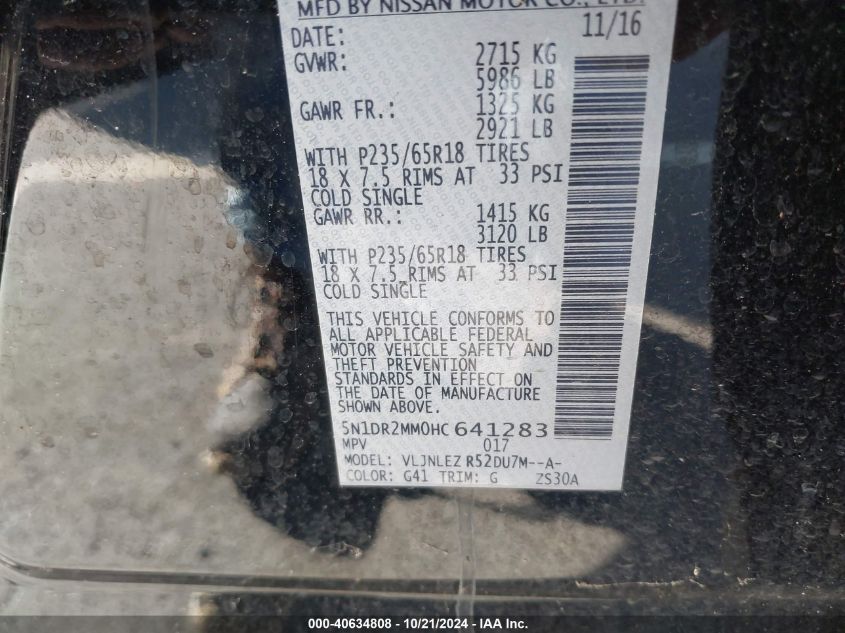 MFD BY NISSAN MOTOR CO., LTD.
DATE: 11/16
GVWR: 2715 KG
5986 LB
GAWR FR.: 1325 KG
2921 LB
WITH P235/65R18 TIRES
18 X 7.5 RIMS AT 33 PSI
COLD SINGLE
GAWR RR.: 1415 KG
3120 LB
WITH P235/65R18 TIRES
18 X 7.5 RIMS AT 33 PSI
COLD SINGLE
THIS VEHICLE CONFORMS TO
ALL APPLICABLE FEDERAL
MOTOR VEHICLE SAFETY AND
THEFT PREVENTION
STANDARDS IN EFFECT ON
THE DATE OF MANUFACTURE
SHOWN ABOVE.
5N1DR2MM0HC641283
MPV 017
MODEL: VLJNLEZ R52DU7M--A-
COLOR: G41 TRIM: G ZS30A
000-40634808 - 10/21/2024 - IAA Inc.